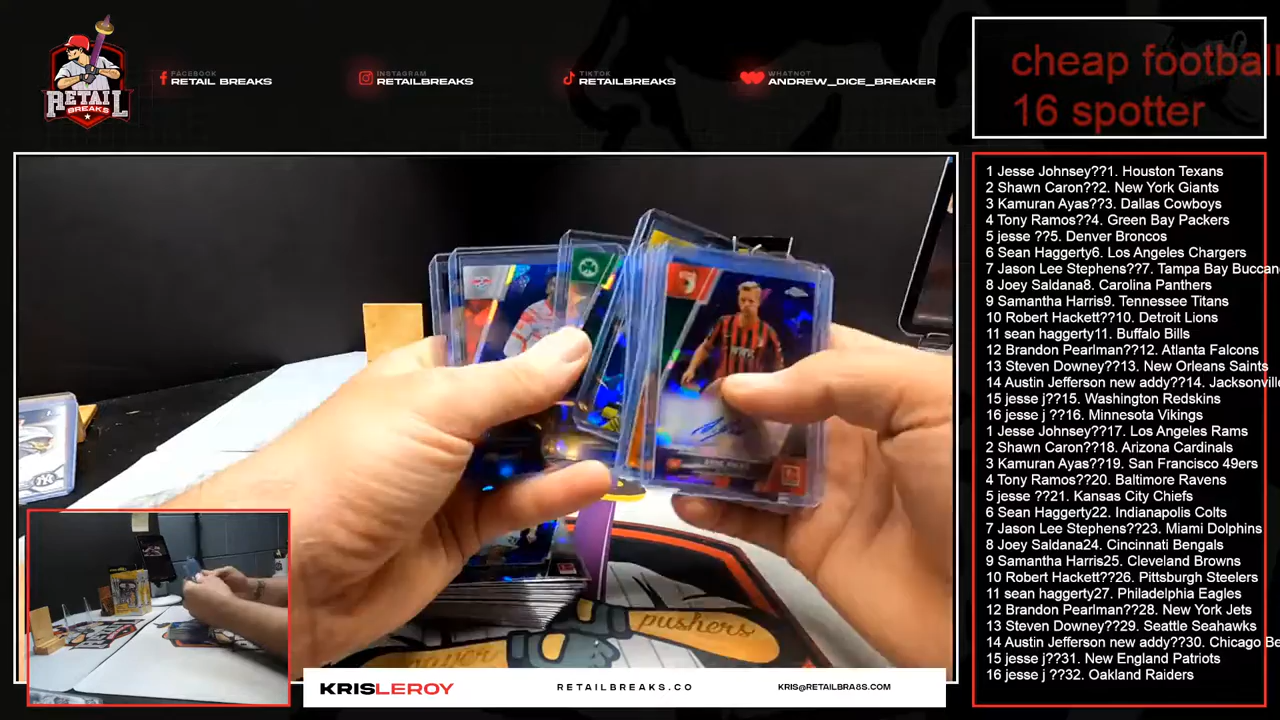 RETAIL
BREAKS
FACEBOOK
RETAIL BREAKS
INSTAGRAM
RETAILBREAKS
TIKTOK
RETAILBREAKS
WHATNOT
ANDREW_DICE_BREAKER
cheap football
16 spotter
1 Jesse Johnsey??1. Houston Texans
2 Shawn Caron??2. New York Giants
3 Kamuran Ayas??3. Dallas Cowboys
4 Tony Ramos??4. Green Bay Packers
5 jesse ??5. Denver Broncos
6 Sean Haggerty6. Los Angeles Chargers
7 Jason Lee Stephens??7. Tampa Bay Buccan
8 Joey Saldana8. Carolina Panthers
9 Samantha Harris9. Tennessee Titans
10 Robert Hackett??10. Detroit Lions
11 sean haggerty11. Buffalo Bills
12 Brandon Pearlman??12. Atlanta Falcons
13 Steven Downey??13. New Orleans Saints
14 Austin Jefferson new addy??14. Jacksonvill
15 jesse j??15. Washington Redskins
16 jesse j ??16. Minnesota Vikings
1 Jesse Johnsey??17. Los Angeles Rams
2 Shawn Caron??18. Arizona Cardinals
3 Kamuran Ayas??19. San Francisco 49ers
4 Tony Ramos??20. Baltimore Ravens
5 jesse ??21. Kansas City Chiefs
6 Sean Haggerty22. Indianapolis Colts
7 Jason Lee Stephens??23. Miami Dolphins
8 Joey Saldana24. Cincinnati Bengals
9 Samantha Harris25. Cleveland Browns
10 Robert Hackett??26. Pittsburgh Steelers
11 sean haggerty27. Philadelphia Eagles
12 Brandon Pearlman??28. New York Jets
13 Steven Downey??29. Seattle Seahawks
14 Austin Jefferson new addy??30. Chicago Be
15 jesse j??31. New England Patriots
16 jesse j ??32. Oakland Raiders
pushers
KRISLEROY
RETAILBREAKS.CO
KRIS@RETAILBRA8S.COM